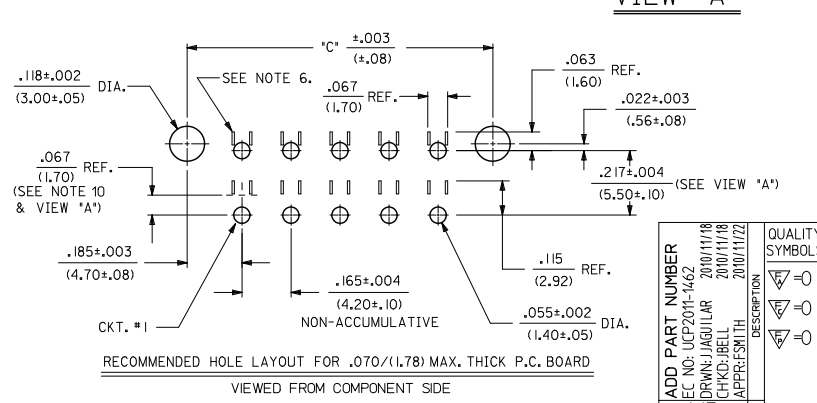 VIEW "A"
"C" ±.003
(±.08)
.118±.002 DIA.
(3.00±.05)
SEE NOTE 6.
.067 REF.
(1.70)
.063 REF.
(1.60)
.022±.003
(.56±.08)
.067 REF.
(1.70)
(SEE NOTE 10
& VIEW "A")
.217±.004 (SEE VIEW "A")
(5.50±.10)
.185±.003
(4.70±.08)
.165±.004
(4.20±.10)
NON-ACCUMULATIVE
.115 REF.
(2.92)
.055±.002 DIA.
(1.40±.05)
CKT. #1
RECOMMENDED HOLE LAYOUT FOR .070/(1.78) MAX. THICK P.C. BOARD
VIEWED FROM COMPONENT SIDE
ADD PART NUMBER
EC NO: UCP2011-1462
DRWN:JJAGUILAR 2010/11/18
CH'KD:JBELL 2010/11/18
APPR:FSMITH 2010/11/22
DESCRIPTION
QUALITY
SYMBOLS
=0
=0
=0